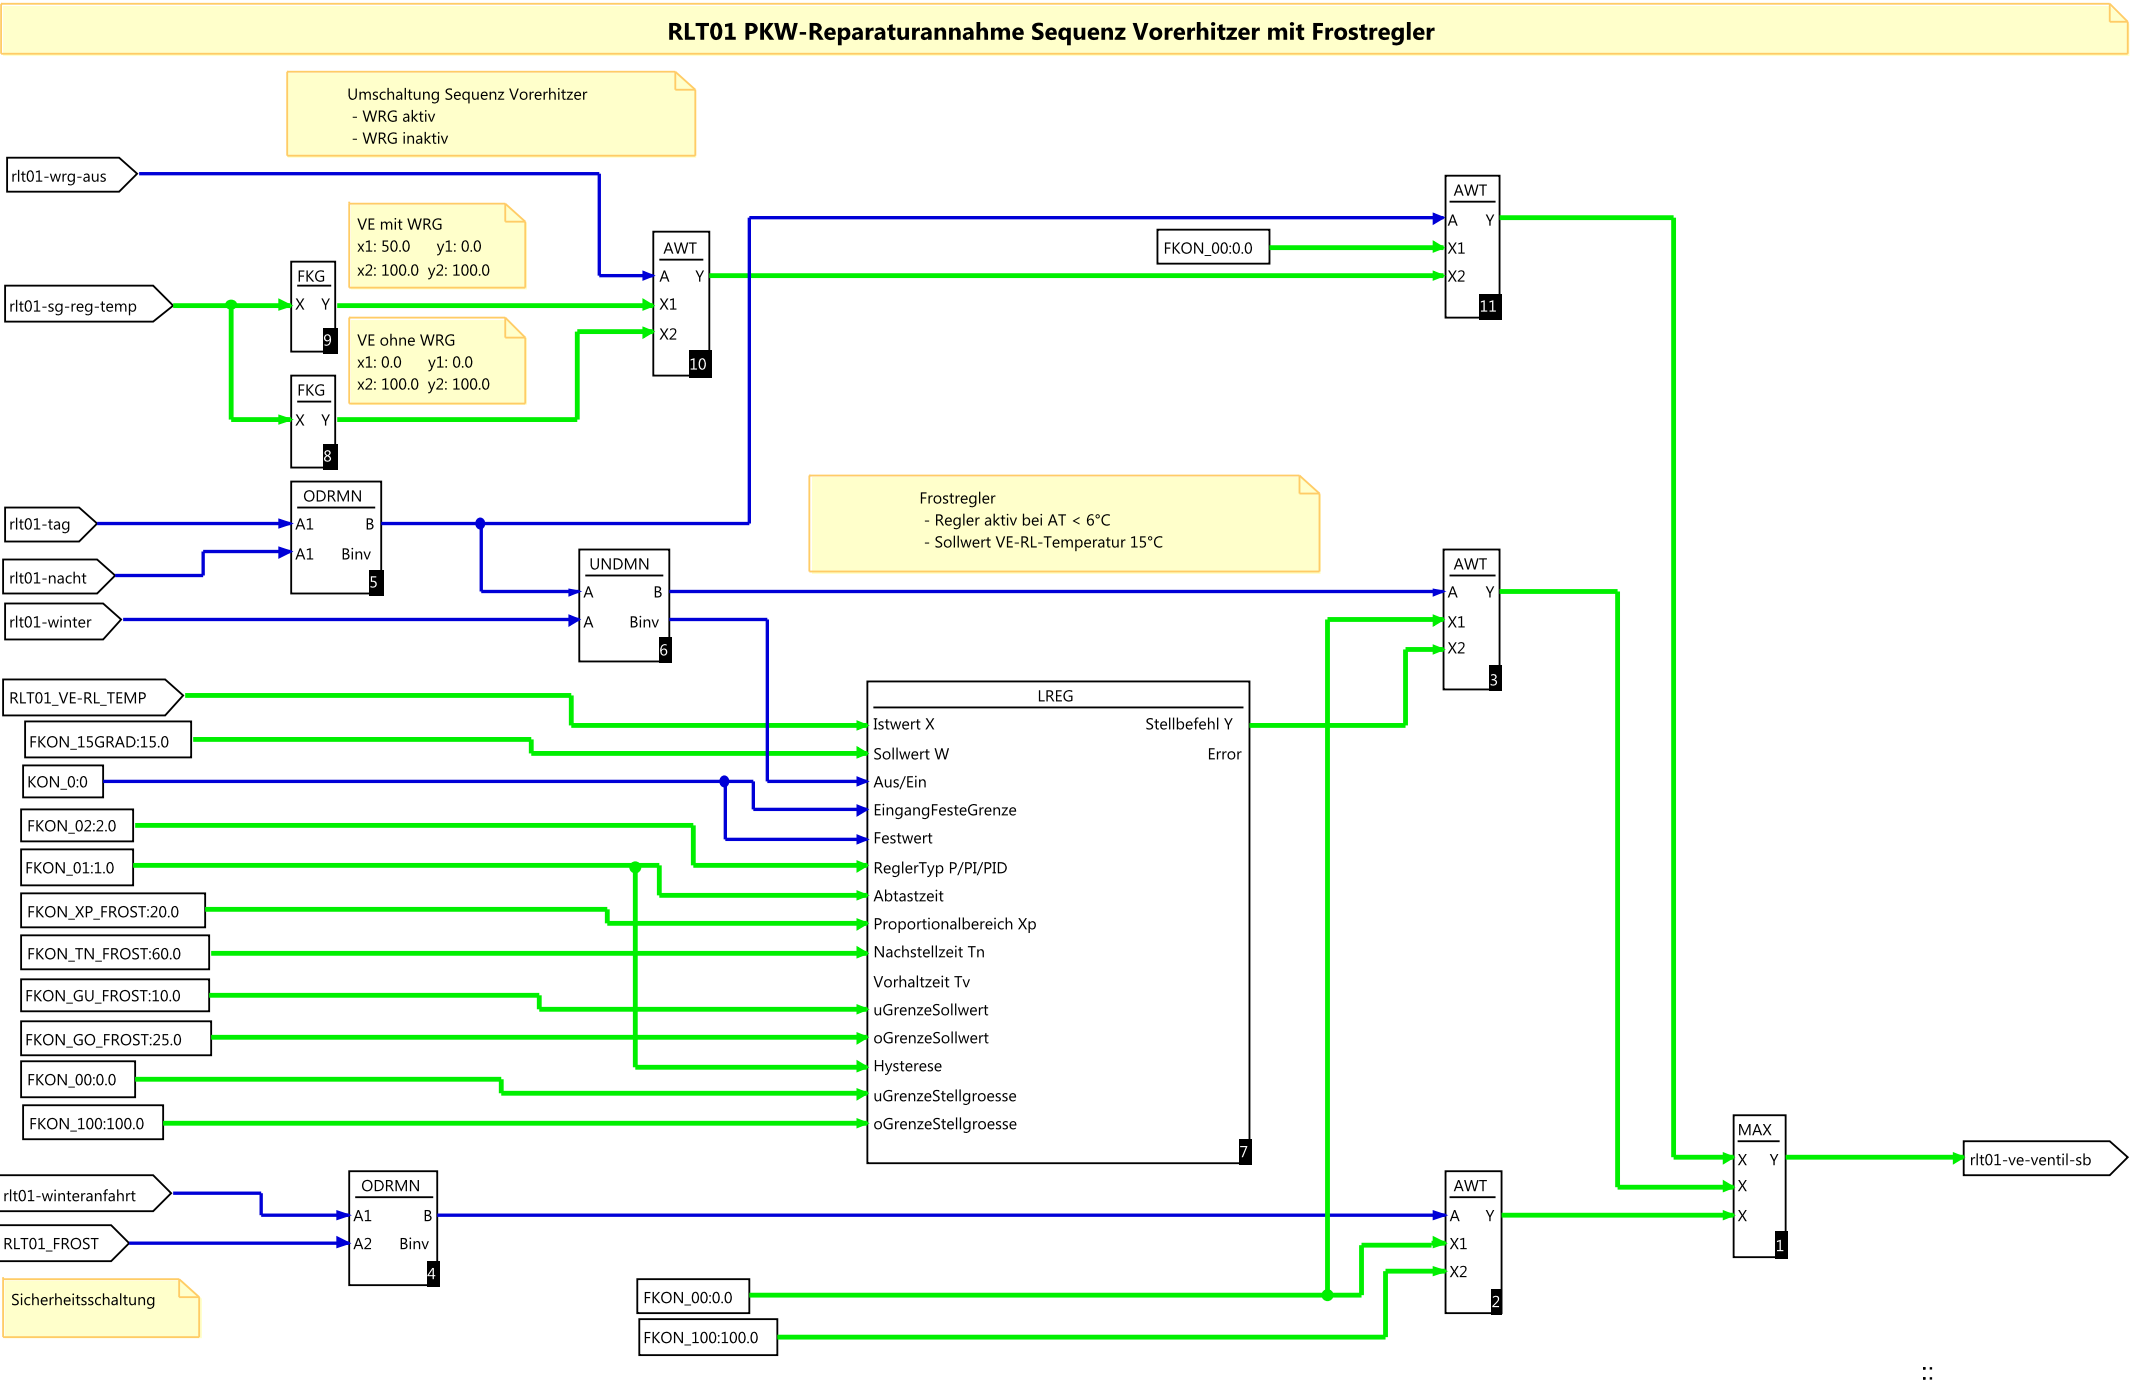 RLT01 PKW-Reparaturannahme Sequenz Vorerhitzer mit Frostregler
Umschaltung Sequenz Vorerhitzer
- WRG aktiv
- WRG inaktiv
rlt01-wrg-aus
VE mit WRG
x1: 50.0 y1: 0.0
x2: 100.0 y2: 100.0
rlt01-sg-reg-temp
FKG
X Y
9
VE ohne WRG
x1: 0.0 y1: 0.0
x2: 100.0 y2: 100.0
FKG
X Y
8
AWT
A Y
X1
X2
10
FKON_00:0.0
AWT
A Y
X1
X2
11
rlt01-tag
rlt01-nacht
rlt01-winter
ODRMN
A1 B
A1 Binv
5
UNDMN
A B
A Binv
6
Frostregler
- Regler aktiv bei AT < 6°C
- Sollwert VE-RL-Temperatur 15°C
AWT
A Y
X1
X2
3
RLT01_VE-RL_TEMP
FKON_15GRAD:15.0
KON_0:0
FKON_02:2.0
FKON_01:1.0
FKON_XP_FROST:20.0
FKON_TN_FROST:60.0
FKON_GU_FROST:10.0
FKON_GO_FROST:25.0
FKON_00:0.0
FKON_100:100.0
LREG
Istwert X Stellbefehl Y
Sollwert W Error
Aus/Ein
EingangFesteGrenze
Festwert
ReglerTyp P/PI/PID
Abtastzeit
Proportionalbereich Xp
Nachstellzeit Tn
Vorhaltzeit Tv
uGrenzeSollwert
oGrenzeSollwert
Hysterese
uGrenzeStellgroesse
oGrenzeStellgroesse
7
rlt01-winteranfahrt
RLT01_FROST
ODRMN
A1 B
A2 Binv
4
Sicherheitsschaltung
FKON_00:0.0
FKON_100:100.0
AWT
A Y
X1
X2
2
MAX
X Y
X
X
1
rlt01-ve-ventil-sb
::